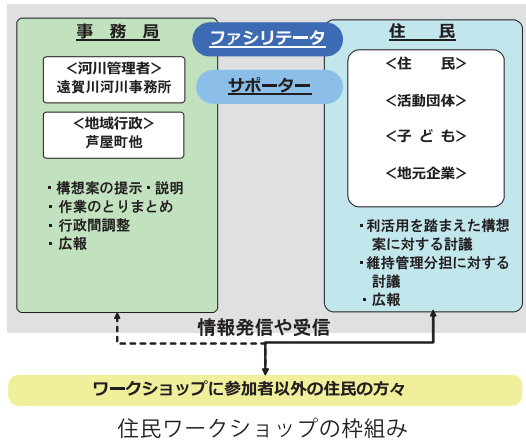 事務局
ファシリテータ
サポーター
住民
<河川管理者>
遠賀川河川事務所
<地域行政>
芦屋町他
・構想案の提示・説明
・作業のとりまとめ
・行政間調整
・広報
<住 民>
<活動団体>
<子ども>
<地元企業>
・利活用を踏まえた構想
案に対する討議
・維持管理分担に対する
討議
・広報
情報発信や受信
ワークショップに参加者以外の住民の方々
住民ワークショップの枠組み